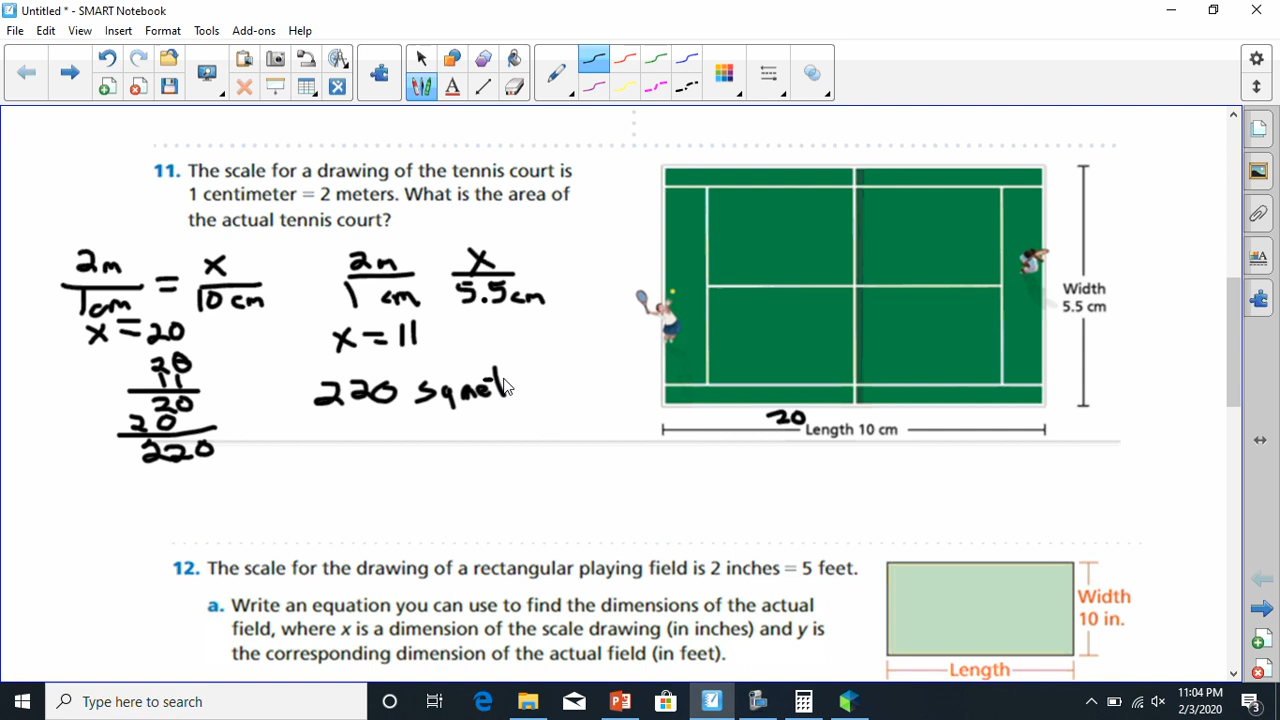 Untitled * - SMART Notebook
File Edit View Insert Format Tools Add-ons Help
11. The scale for a drawing of the tennis court is
1 centimeter = 2 meters. What is the area of
the actual tennis court?
2m / 1cm = x / 10 cm
x = 20
20
11
20
20
220
2m / 1 cm x / 5.5cm
x = 11
220 sq met
Width
5.5 cm
20
Length 10 cm
12. The scale for the drawing of a rectangular playing field is 2 inches = 5 feet.
a. Write an equation you can use to find the dimensions of the actual
field, where x is a dimension of the scale drawing (in inches) and y is
the corresponding dimension of the actual field (in feet).
Width
10 in.
Length
Type here to search
11:04 PM
2/3/2020
3